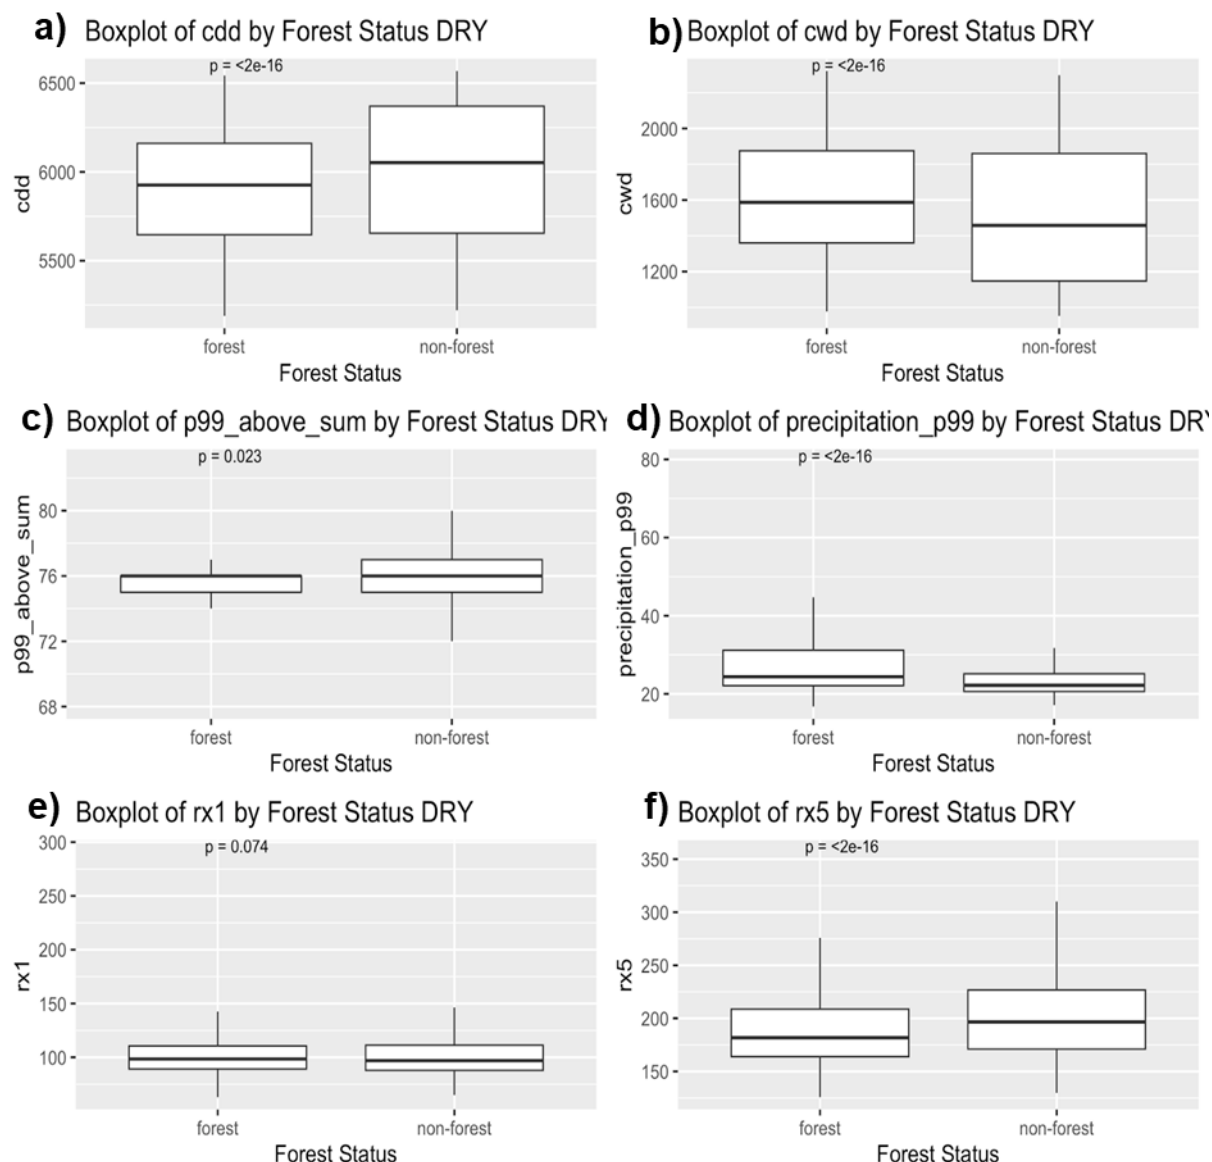 a) Boxplot of cdd by Forest Status DRY
p = <2e-16
6500
6000
5500
cdd
forest
non-forest
Forest Status
b) Boxplot of cwd by Forest Status DRY
p = <2e-16
2000
1600
1200
cwd
forest
non-forest
Forest Status
c) Boxplot of p99_above_sum by Forest Status DRY
p = 0.023
80
76
72
68
p99_above_sum
forest
non-forest
Forest Status
d) Boxplot of precipitation_p99 by Forest Status DRY
p = <2e-16
80
60
40
20
precipitation_p99
forest
non-forest
Forest Status
e) Boxplot of rx1 by Forest Status DRY
p = 0.074
300
250
200
150
100
rx1
forest
non-forest
Forest Status
f) Boxplot of rx5 by Forest Status DRY
p = <2e-16
350
300
250
200
150
rx5
forest
non-forest
Forest Status